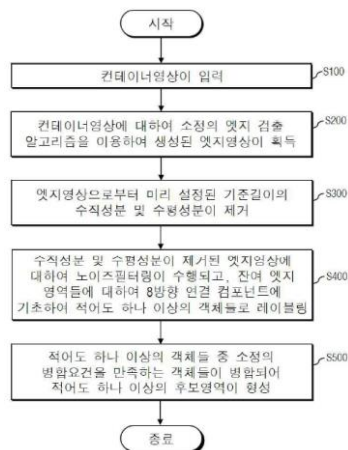 시작
컨테이너영상이 입력
S100
컨테이너영상에 대하여 소정의 엣지 검출
알고리즘을 이용하여 생성된 엣지영상이 획득
S200
엣지영상으로부터 미리 설정된 기준길이의
수직성분 및 수평성분이 제거
S300
수직성분 및 수평성분이 제거된 엣지영상에
대하여 노이즈필터링이 수행되고, 잔여 엣지
영역들에 대하여 8방향 연결 컴포넌트에
기초하여 적어도 하나 이상의 객체들로 레이블링
S400
적어도 하나 이상의 객체들 중 소정의
병합요건을 만족하는 객체들이 병합되어
적어도 하나 이상의 후보영역이 형성
S500
종료